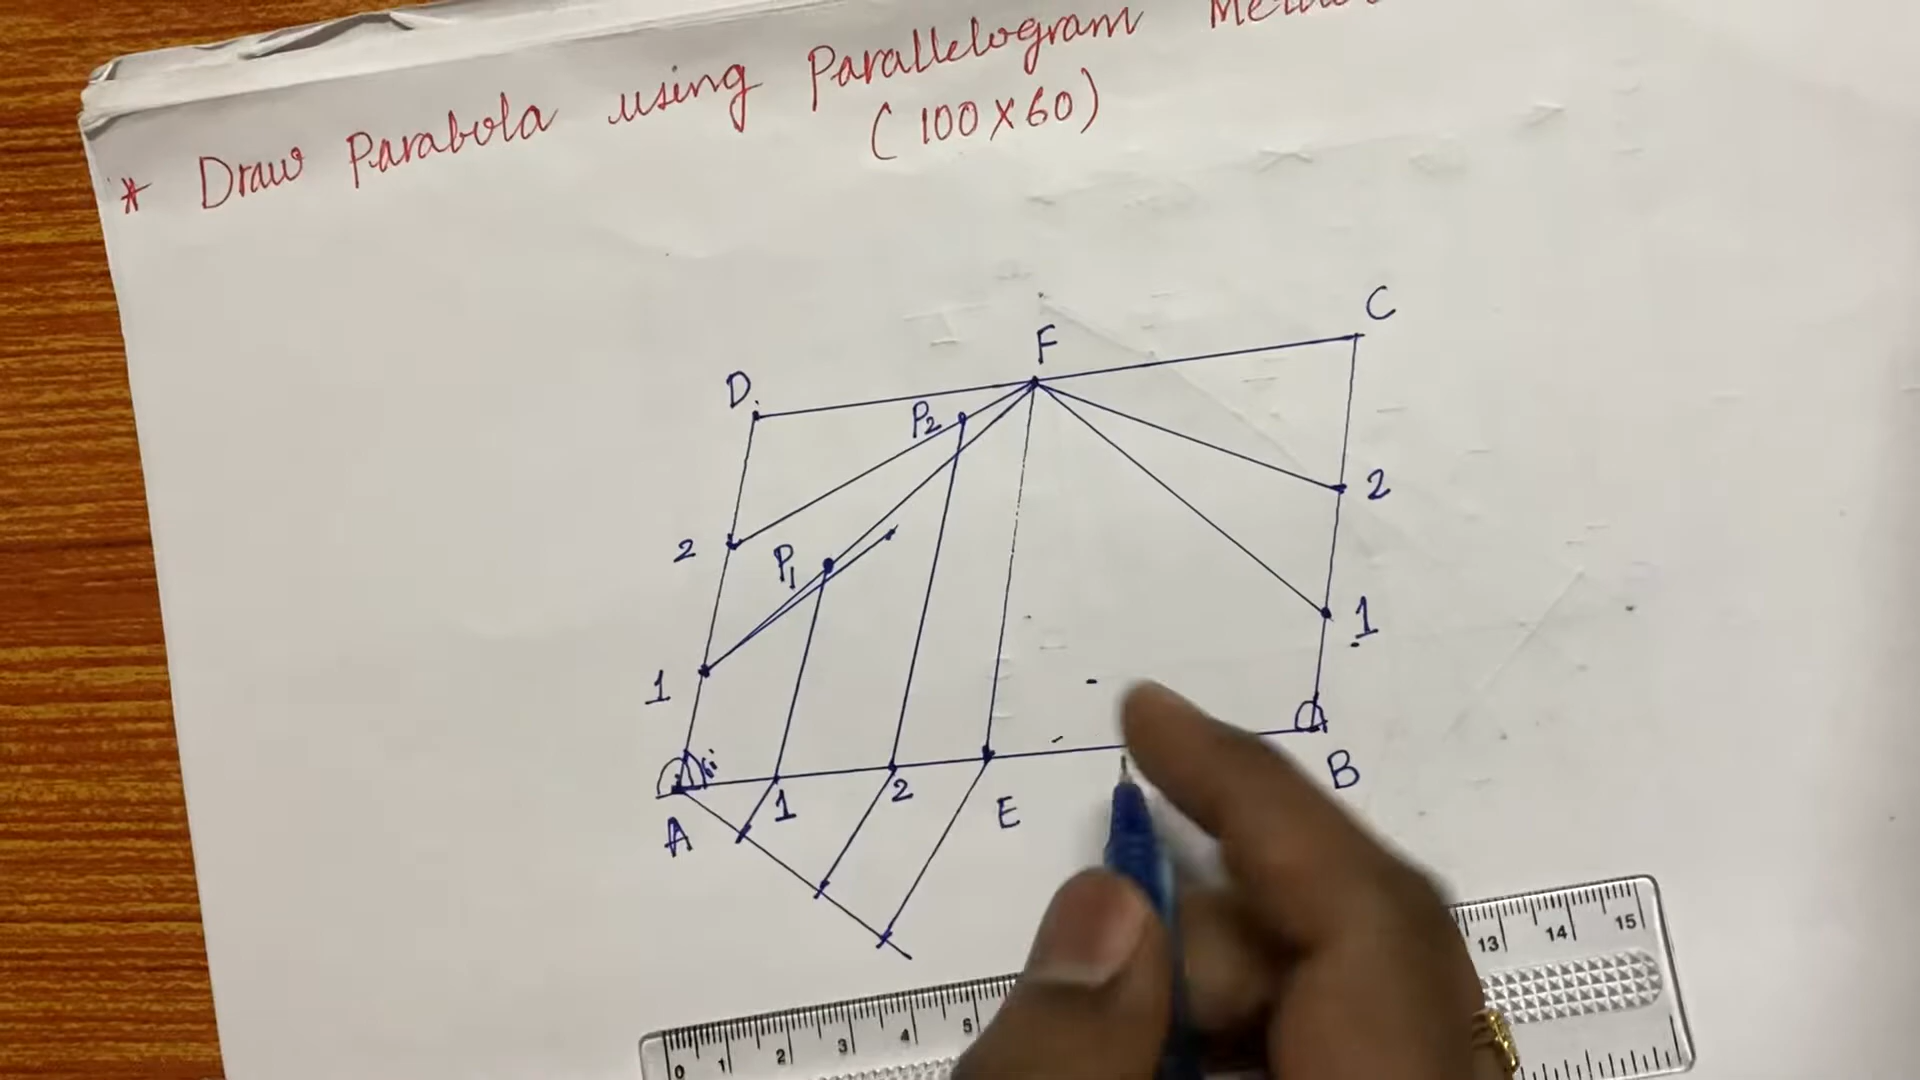 * Draw Parabola using Parallelogram
(100×60)
C
F
D
P2
2
2
P1
1
1
1
2
B
E
A
13 14 15
0 1 2 3 4 5